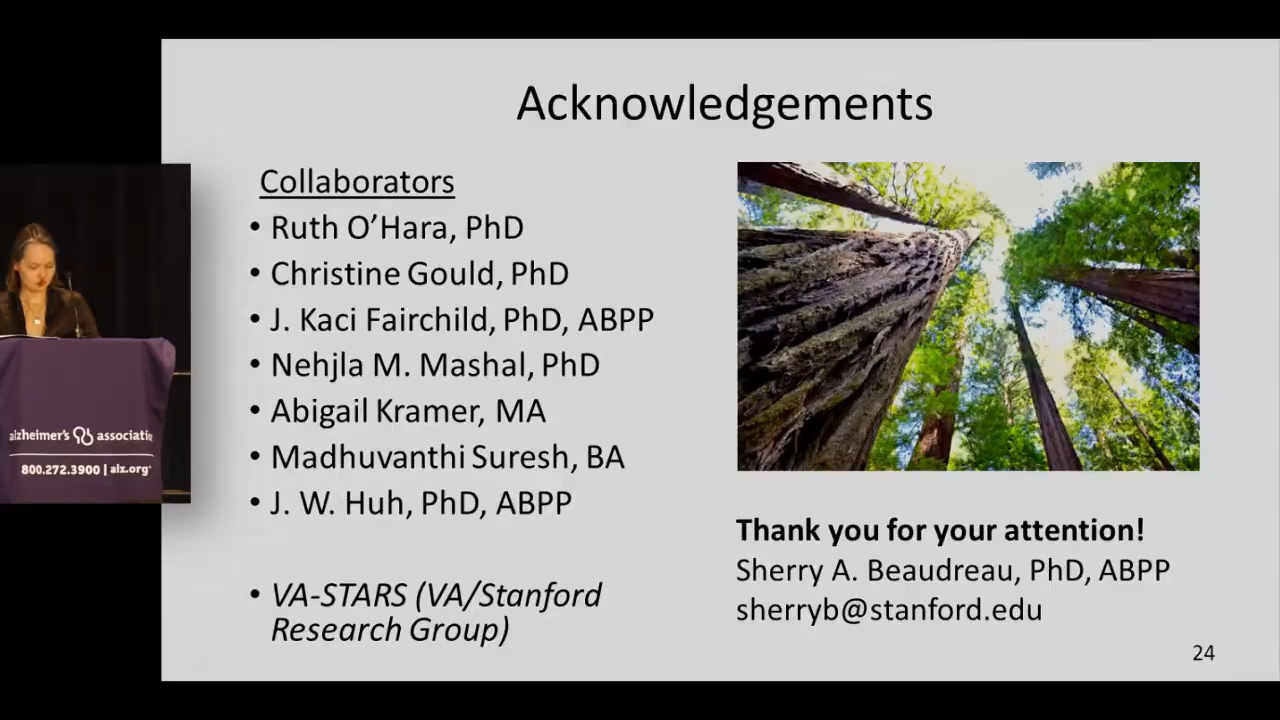 Acknowledgements
Collaborators
• Ruth O’Hara, PhD
• Christine Gould, PhD
• J. Kaci Fairchild, PhD, ABPP
• Nehjla M. Mashal, PhD
• Abigail Kramer, MA
• Madhuvanthi Suresh, BA
• J. W. Huh, PhD, ABPP
• VA-STARS (VA/Stanford
Research Group)
Thank you for your attention!
Sherry A. Beaudreau, PhD, ABPP
sherryb@stanford.edu
24
alzheimer's associatio
800.272.3900 | alz.org